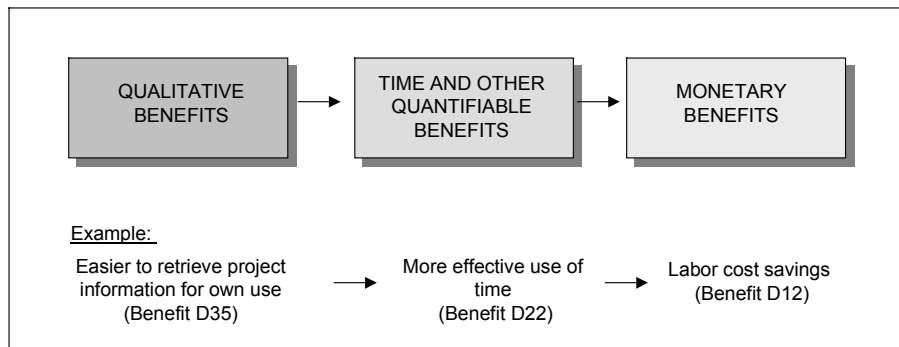 QUALITATIVE
BENEFITS
TIME AND OTHER
QUANTIFIABLE
BENEFITS
MONETARY
BENEFITS
Example:
Easier to retrieve project
information for own use
(Benefit D35)
More effective use of
time
(Benefit D22)
Labor cost savings
(Benefit D12)